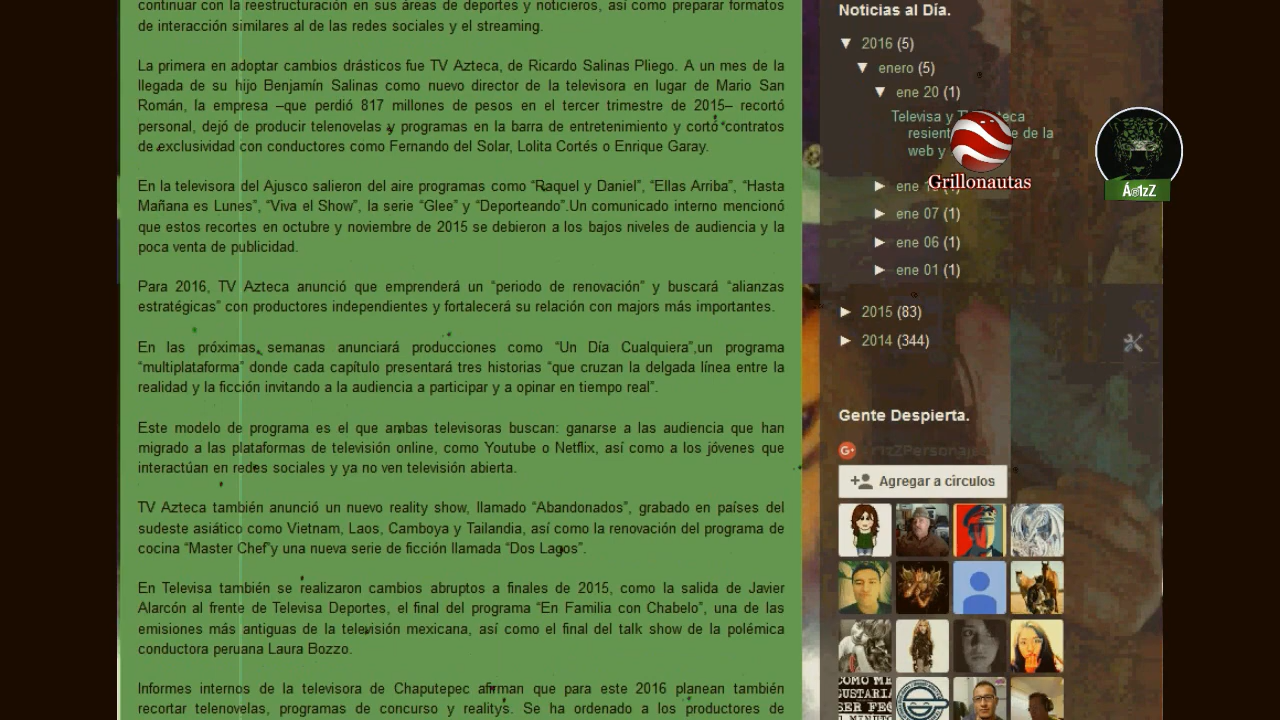 continuar con la reestructuración en sus áreas de deportes y noticieros, así como preparar formatos
de interacción similares al de las redes sociales y el streaming.
La primera en adoptar cambios drásticos fue TV Azteca, de Ricardo Salinas Pliego. A un mes de la
llegada de su hijo Benjamín Salinas como nuevo director de la televisora en lugar de Mario San
Román, la empresa –que perdió 817 millones de pesos en el tercer trimestre de 2015– recortó
personal, dejó de producir telenovelas y programas en la barra de entretenimiento y cortó contratos
de exclusividad con conductores como Fernando del Solar, Lolita Cortés o Enrique Garay.
En la televisora del Ajusco salieron del aire programas como “Raquel y Daniel”, “Ellas Arriba”, “Hasta
Mañana es Lunes”, “Viva el Show”, la serie “Glee” y “Deporteando”.Un comunicado interno mencionó
que estos recortes en octubre y noviembre de 2015 se debieron a los bajos niveles de audiencia y la
poca venta de publicidad.
Para 2016, TV Azteca anunció que emprenderá un “periodo de renovación” y buscará “alianzas
estratégicas” con productores independientes y fortalecerá su relación con majors más importantes.
En las próximas semanas anunciará producciones como “Un Día Cualquiera”,un programa
“multiplataforma” donde cada capítulo presentará tres historias “que cruzan la delgada línea entre la
realidad y la ficción invitando a la audiencia a participar y a opinar en tiempo real”.
Este modelo de programa es el que ambas televisoras buscan: ganarse a las audiencia que han
migrado a las plataformas de televisión online, como Youtube o Netflix, así como a los jóvenes que
interactúan en redes sociales y ya no ven televisión abierta.
TV Azteca también anunció un nuevo reality show, llamado “Abandonados”, grabado en países del
sudeste asiático como Vietnam, Laos, Camboya y Tailandia, así como la renovación del programa de
cocina “Master Chef”y una nueva serie de ficción llamada “Dos Lagos”.
En Televisa también se realizaron cambios abruptos a finales de 2015, como la salida de Javier
Alarcón al frente de Televisa Deportes, el final del programa “En Familia con Chabelo”, una de las
emisiones más antiguas de la televisión mexicana, así como el final del talk show de la polémica
conductora peruana Laura Bozzo.
Informes internos de la televisora de Chaputepec afirman que para este 2016 planean también
recortar telenovelas, programas de concurso y reality's. Se ha ordenado a los productores de
Noticias al Día.
▼ 2016 (5)
▼ enero (5)
▼ ene 20 (1)
Televisa y
de la
web y
► ene
► ene 07 (1)
► ene 06 (1)
► ene 01 (1)
► 2015 (83)
► 2014 (344)
Grillonautas
Gente Despierta.
G+
Agregar a círculos
COMO ME
GUSTARIA
SER FEO